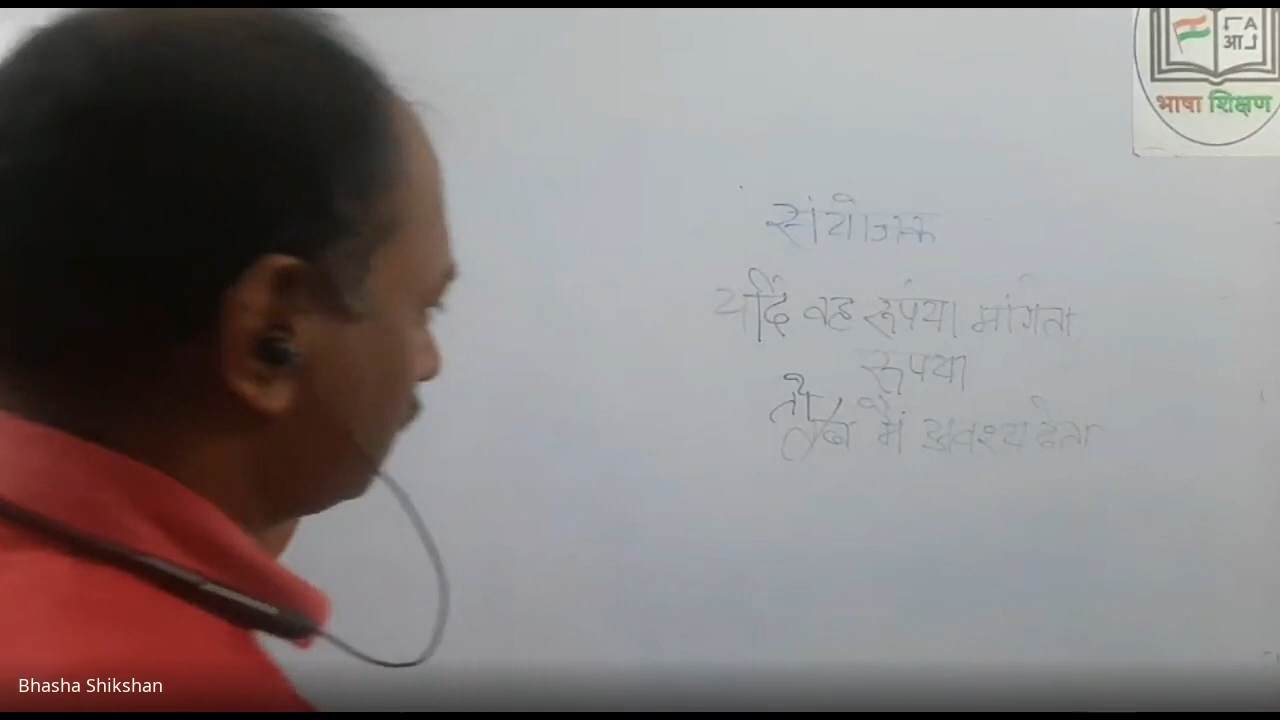 A
आ
भाषा शिक्षण
संयोजक
यदि वह रूपया मांगता
रूपया
तो
मैं अवश्य देता
Bhasha Shikshan